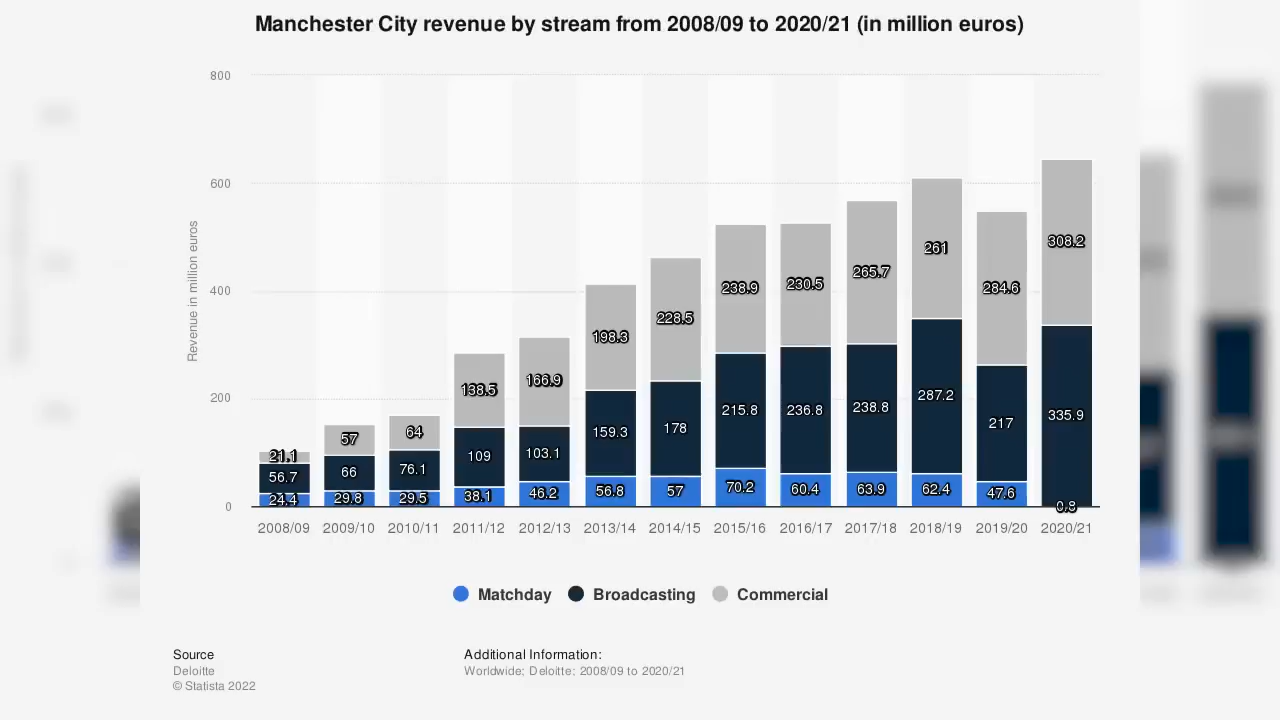 Manchester City revenue by stream from 2008/09 to 2020/21 (in million euros)
800
600
400
200
0
Revenue in million euros
21.1 57 64 138.5 166.9 198.3 228.5 238.9 230.5 265.7 261 284.6 308.2
56.7 66 76.1 109 103.1 159.3 178 215.8 236.8 238.8 287.2 217 335.9
24.4 29.8 29.5 38.1 46.2 56.8 57 70.2 60.4 63.9 62.4 47.6 0.8
2008/09 2009/10 2010/11 2011/12 2012/13 2013/14 2014/15 2015/16 2016/17 2017/18 2018/19 2019/20 2020/21
Matchday Broadcasting Commercial
Source
Deloitte
© Statista 2022
Additional Information:
Worldwide; Deloitte: 2008/09 to 2020/21